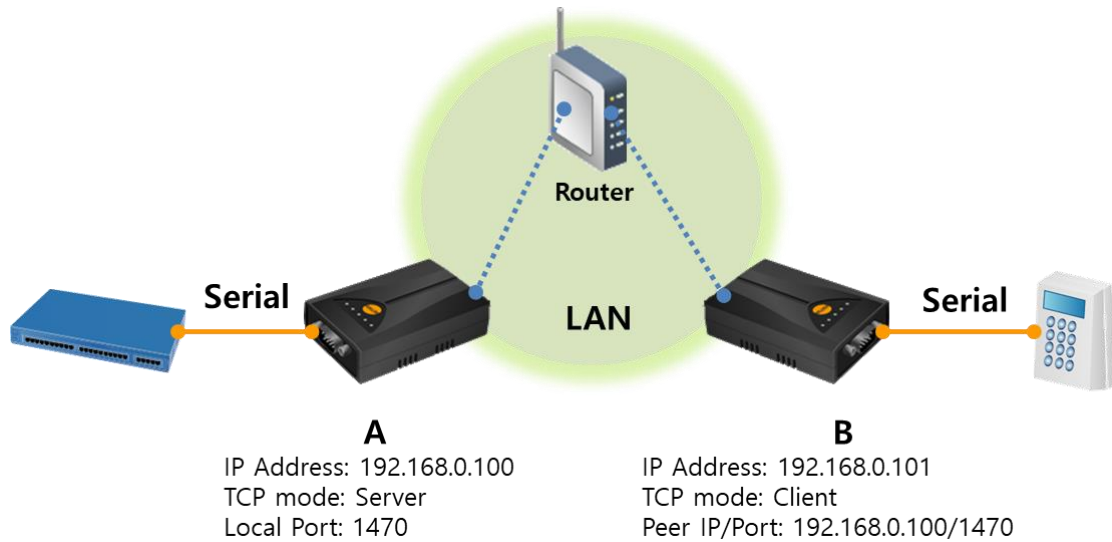 Router
Serial
LAN
Serial
A
IP Address: 192.168.0.100
TCP mode: Server
Local Port: 1470
B
IP Address: 192.168.0.101
TCP mode: Client
Peer IP/Port: 192.168.0.100/1470